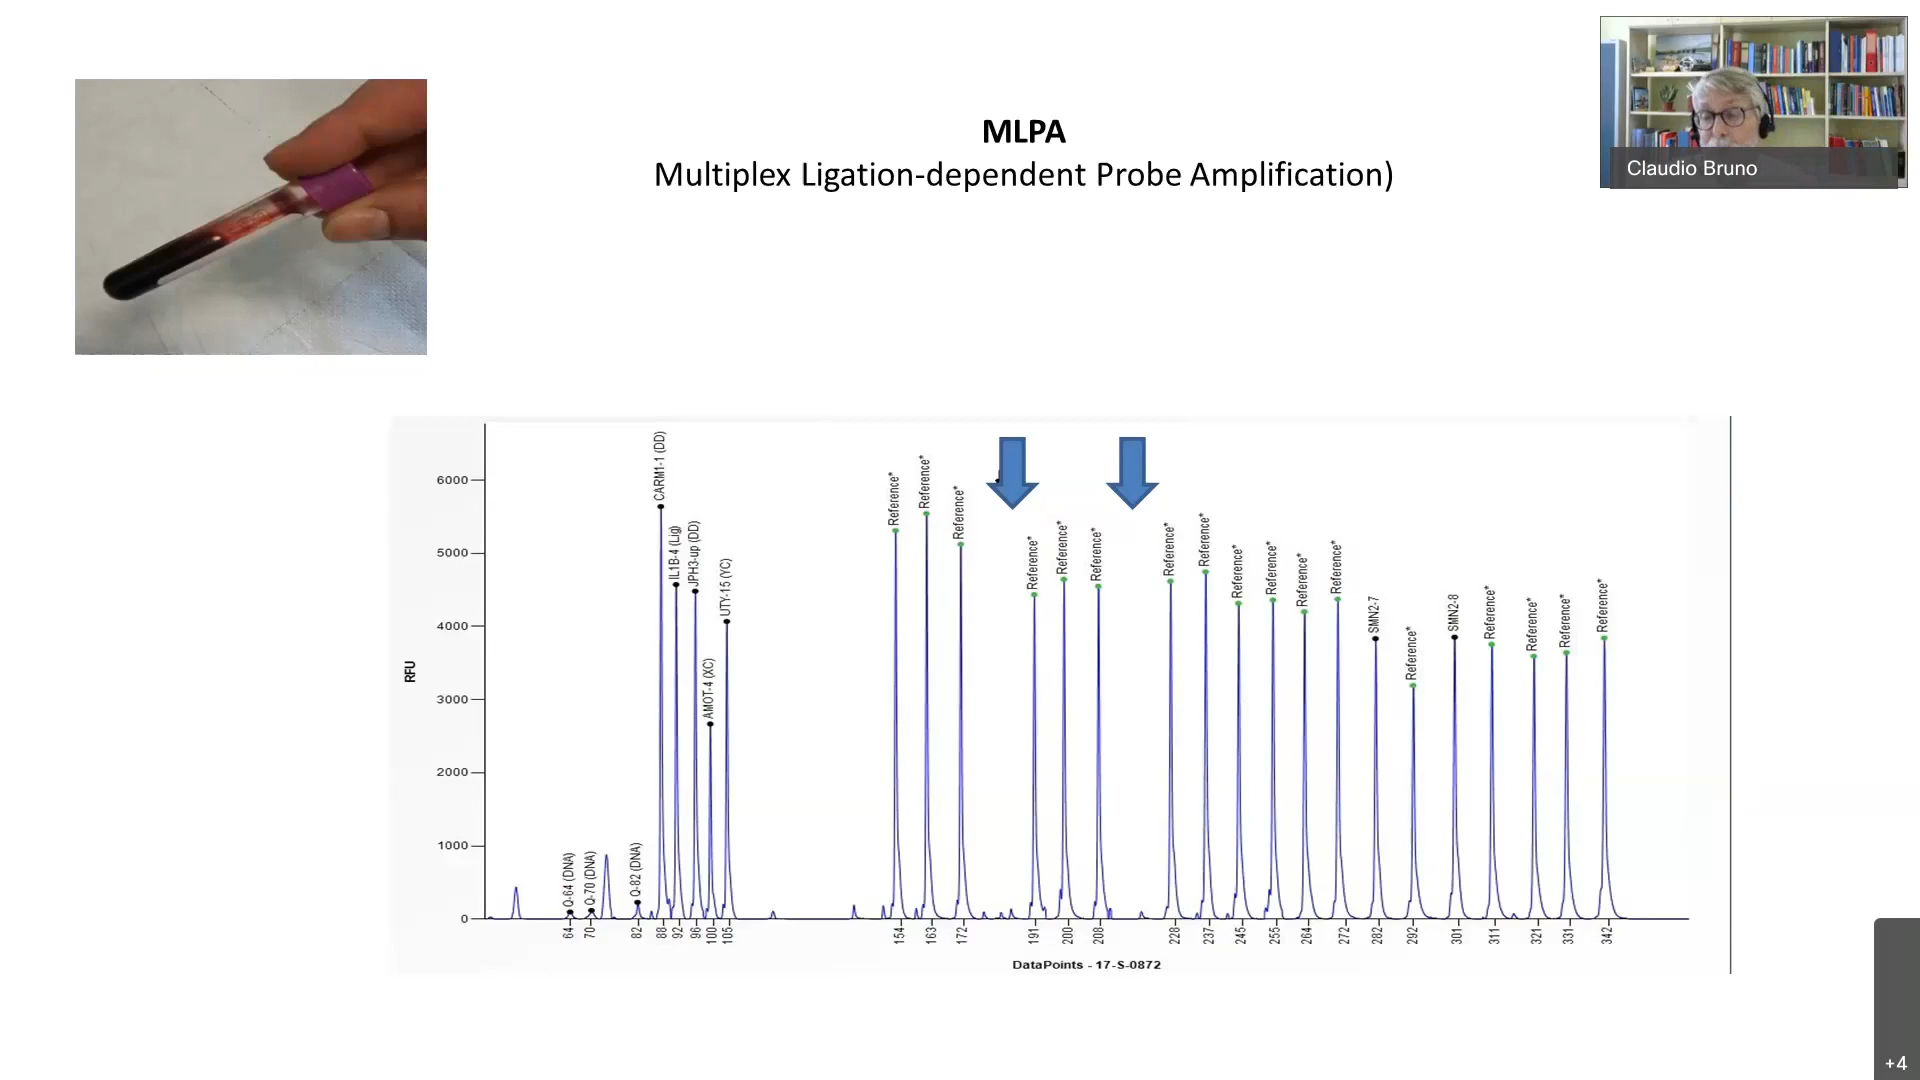 MLPA
Multiplex Ligation-dependent Probe Amplification)
Claudio Bruno
6000
5000
4000
3000
2000
1000
0
RFU
Q-64 (DNA)
Q-70 (DNA)
Q-82 (DNA)
CARM1-1 (DD)
IL1B-4 (Lig)
JPH3-up (DD)
AMOT-4 (XC)
UTY-15 (YC)
Reference*
Reference*
Reference*
Reference*
Reference*
Reference*
Reference*
Reference*
Reference*
Reference*
Reference*
Reference*
SMN2-7
Reference*
SMN2-8
Reference*
Reference*
Reference*
Reference*
64
70
82
88
92
96
100
105
154
163
172
191
200
208
228
237
245
255
264
272
282
292
301
311
321
331
342
DataPoints - 17-S-0872
+4